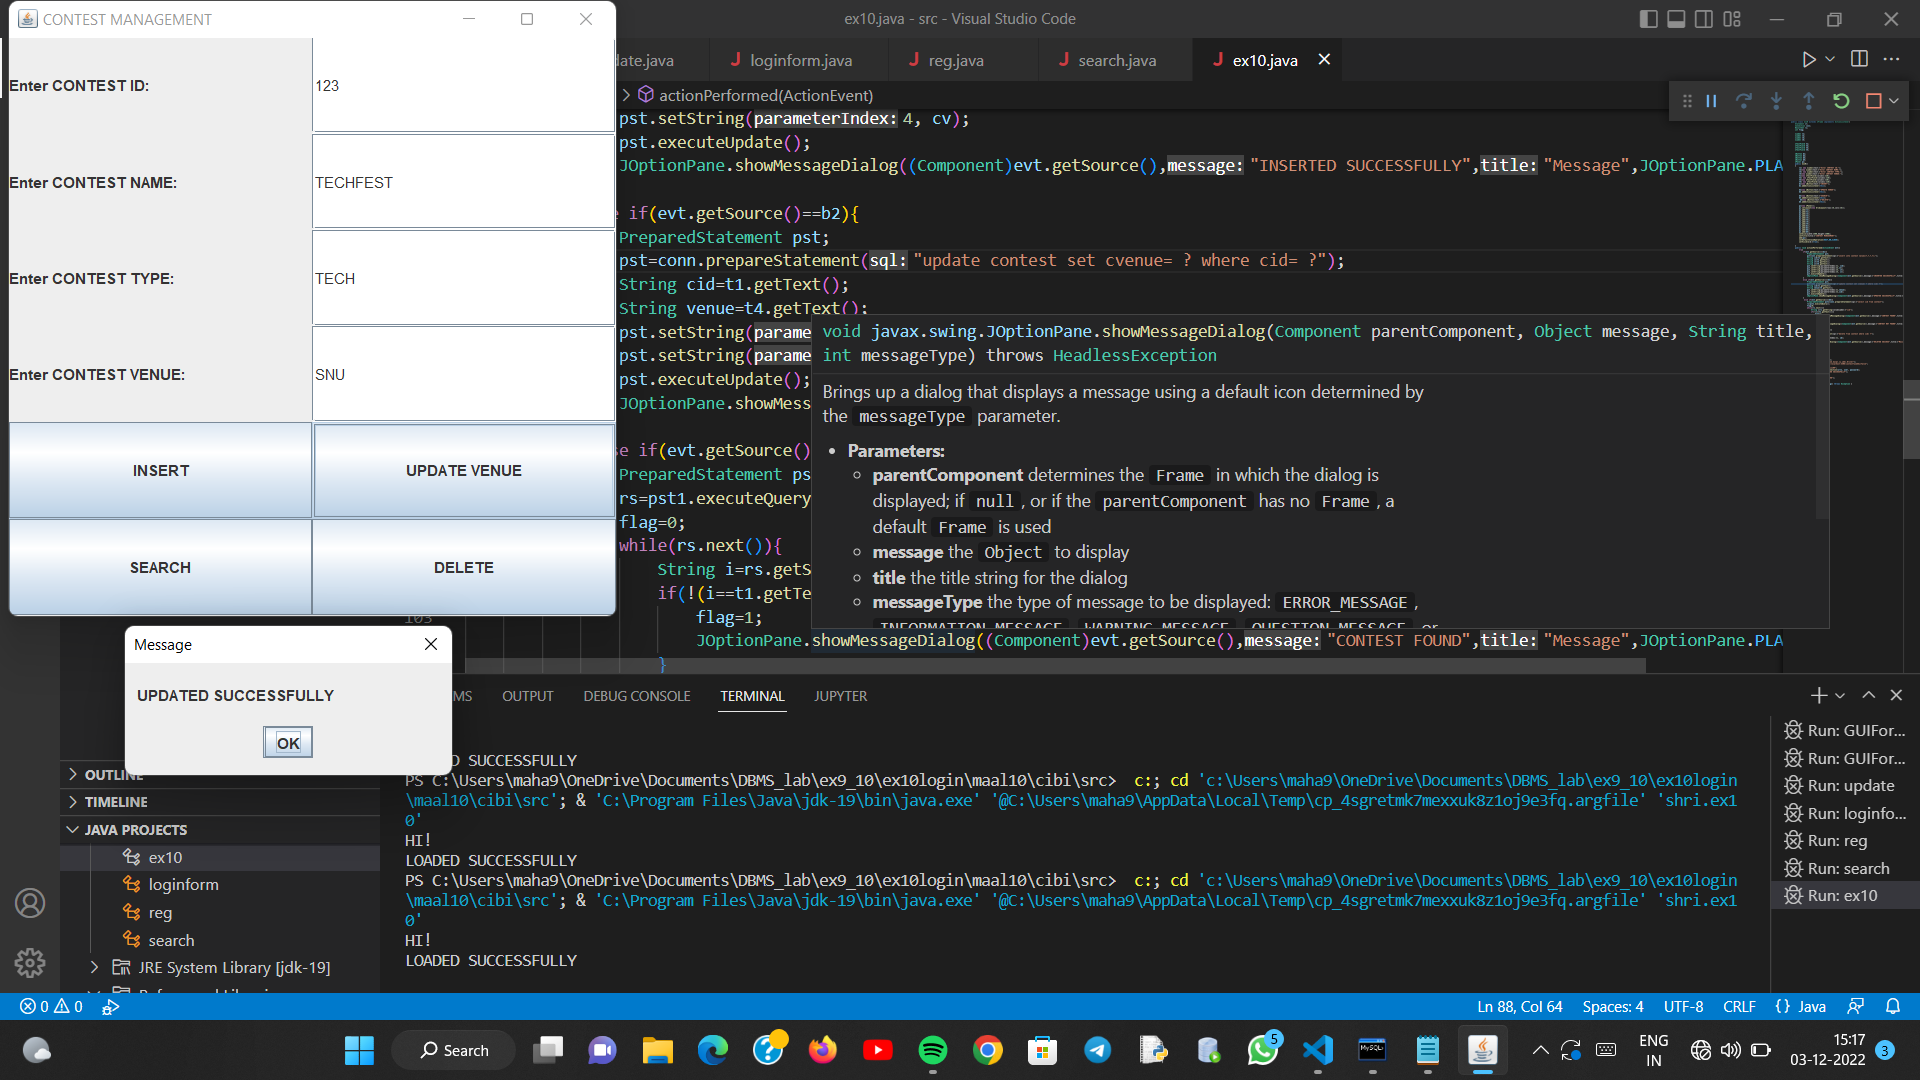 CONTEST MANAGEMENT
Enter CONTEST ID:
123
Enter CONTEST NAME:
TECHFEST
Enter CONTEST TYPE:
TECH
Enter CONTEST VENUE:
SNU
INSERT
UPDATE VENUE
SEARCH
DELETE
Message
UPDATED SUCCESSFULLY
OK
ex10.java - src - Visual Studio Code
date.java
loginform.java
reg.java
search.java
ex10.java
actionPerformed(ActionEvent)
pst.setString(parameterIndex: 4, cv);
pst.executeUpdate();
JOptionPane.showMessageDialog((Component)evt.getSource(),message: "INSERTED SUCCESSFULLY",title: "Message",JOptionPane.PLA
if(evt.getSource()==b2){
PreparedStatement pst;
pst=conn.prepareStatement(sql: "update contest set cvenue= ? where cid= ?");
String cid=t1.getText();
String venue=t4.getText();
pst.setString(parame
pst.setString(parame
pst.executeUpdate();
JOptionPane.showMess
e if(evt.getSource()
PreparedStatement ps
rs=pst1.executeQuery
flag=0;
while(rs.next()){
String i=rs.getS
if(!(i==t1.getTe
103
flag=1;
JOptionPane.showMessageDialog((Component)evt.getSource(),message: "CONTEST FOUND",title: "Message",JOptionPane.PLA
}
void javax.swing.JOptionPane.showMessageDialog(Component parentComponent, Object message, String title,
int messageType) throws HeadlessException
Brings up a dialog that displays a message using a default icon determined by
the messageType parameter.
• Parameters:
parentComponent determines the Frame in which the dialog is
displayed; if null, or if the parentComponent has no Frame, a
default Frame is used
message the Object to display
title the title string for the dialog
messageType the type of message to be displayed: ERROR_MESSAGE,
INFORMATION_MESSAGE, WARNING_MESSAGE, QUESTION_MESSAGE, or
MS
OUTPUT
DEBUG CONSOLE
TERMINAL
JUPYTER
D SUCCESSFULLY
PS C:\Users\maha9\OneDrive\Documents\DBMS_lab\ex9_10\ex10login\maal10\cibi\src>  c:; cd 'c:\Users\maha9\OneDrive\Documents\DBMS_lab\ex9_10\ex10login
\maal10\cibi\src'; & 'C:\Program Files\Java\jdk-19\bin\java.exe' '@C:\Users\maha9\AppData\Local\Temp\cp_4sgretmk7mexxuk8z1oj9e3fq.argfile' 'shri.ex1
0'
HI!
LOADED SUCCESSFULLY
PS C:\Users\maha9\OneDrive\Documents\DBMS_lab\ex9_10\ex10login\maal10\cibi\src>  c:; cd 'c:\Users\maha9\OneDrive\Documents\DBMS_lab\ex9_10\ex10login
\maal10\cibi\src'; & 'C:\Program Files\Java\jdk-19\bin\java.exe' '@C:\Users\maha9\AppData\Local\Temp\cp_4sgretmk7mexxuk8z1oj9e3fq.argfile' 'shri.ex1
0'
HI!
LOADED SUCCESSFULLY
Run: GUIFor...
Run: GUIFor...
Run: update
Run: loginfo...
Run: reg
Run: search
Run: ex10
OUTLINE
TIMELINE
JAVA PROJECTS
ex10
loginform
reg
search
JRE System Library [jdk-19]
0 0
Ln 88, Col 64
Spaces: 4
UTF-8
CRLF
{} Java
Search
5
MySQL
ENG
IN
15:17
03-12-2022
3